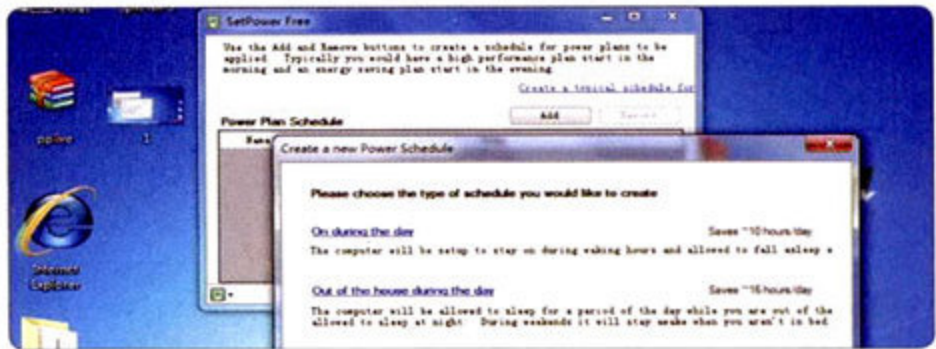 SetPower Free
Use the Add and Remove buttons to create a schedule for power plans to be
applied. Typically you would have a high performance plan start in the
morning and an energy saving plan start in the evening.
Create a typical schedule for
Power Plan Schedule
Add
Remove
Name
pplive
1
Create a new Power Schedule
Please choose the type of schedule you would like to create
On during the day
Saves ~10 hours/day
The computer will be setup to stay on during waking hours and allowed to fall asleep a
Internet
Explorer
Out of the house during the day
Saves ~16 hours/day
The computer will be allowed to sleep for a period of the day while you are out of the
allowed to sleep at night. During weekends it will stay awake when you aren't in bed